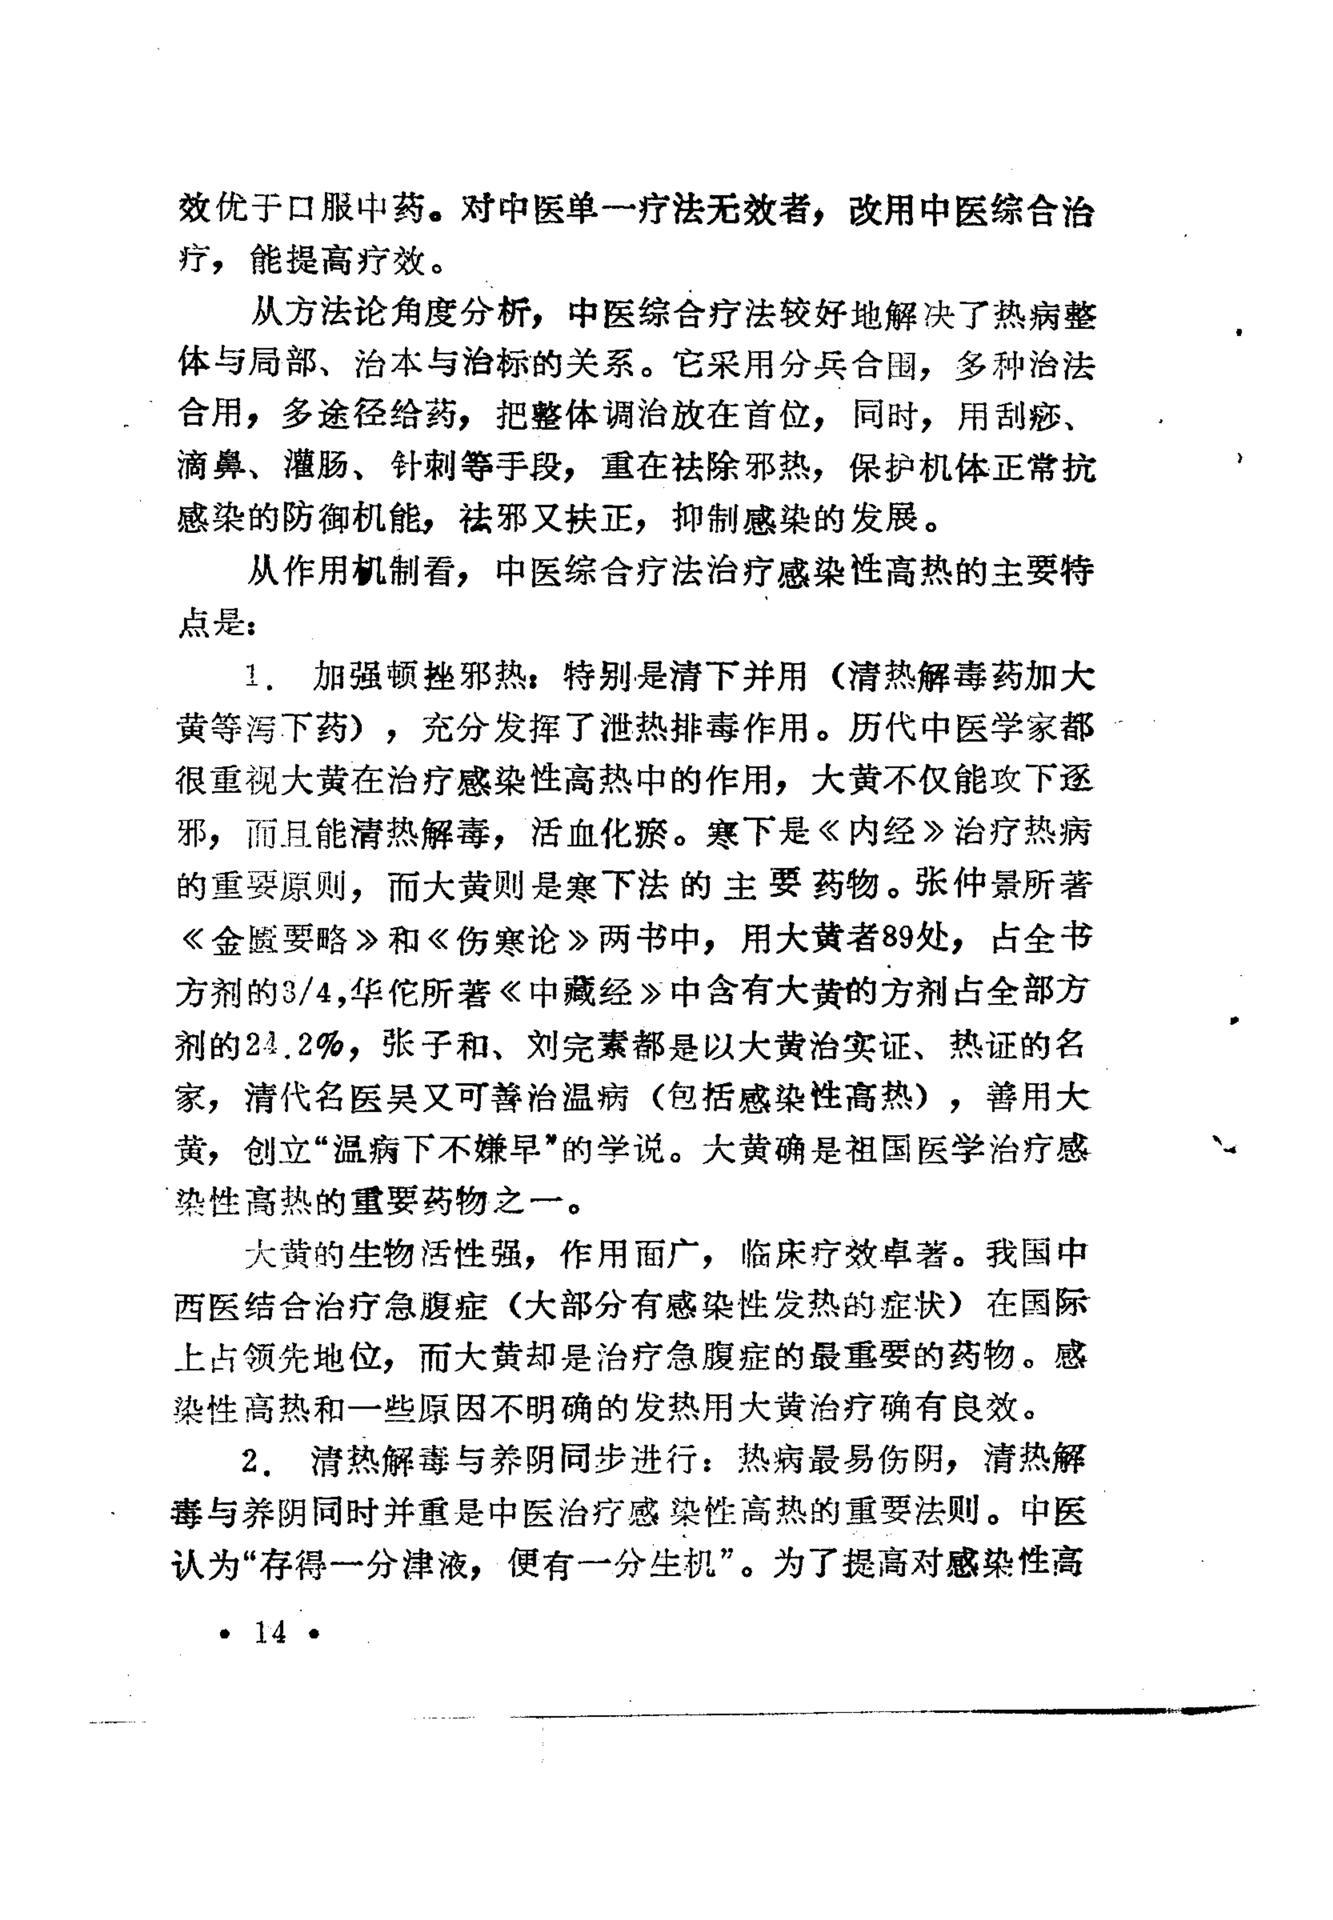 效优于口服中药。对中医单一疗法无效者，改用中医综合治
疗，能提高疗效。
从方法论角度分析，中医综合疗法较好地解决了热病整
体与局部、治本与治标的关系。它采用分兵合围，多种治法
合用，多途径给药，把整体调治放在首位，同时，用刮痧、
滴鼻、灌肠、针刺等手段，重在祛除邪热，保护机体正常抗
感染的防御机能，祛邪又扶正，抑制感染的发展。
从作用机制看，中医综合疗法治疗感染性高热的主要特
点是：
1. 加强顿挫邪热：特别是清下并用（清热解毒药加大
黄等泻下药），充分发挥了泄热排毒作用。历代中医学家都
很重视大黄在治疗感染性高热中的作用，大黄不仅能攻下逐
邪，而且能清热解毒，活血化瘀。寒下是《内经》治疗热病
的重要原则，而大黄则是寒下法的主要药物。张仲景所著
《金匮要略》和《伤寒论》两书中，用大黄者89处，占全书
方剂的3/4，华佗所著《中藏经》中含有大黄的方剂占全部方
剂的24.2%，张子和、刘完素都是以大黄治实证、热证的名
家，清代名医吴又可善治温病（包括感染性高热），善用大
黄，创立“温病下不嫌早”的学说。大黄确是祖国医学治疗感
染性高热的重要药物之一。
大黄的生物活性强，作用面广，临床疗效卓著。我国中
西医结合治疗急腹症（大部分有感染性发热的症状）在国际
上占领先地位，而大黄却是治疗急腹症的最重要的药物。感
染性高热和一些原因不明确的发热用大黄治疗确有良效。
2. 清热解毒与养阴同步进行：热病最易伤阴，清热解
毒与养阴同时并重是中医治疗感染性高热的重要法则。中医
认为“存得一分津液，便有一分生机”。为了提高对感染性高
• 14 •